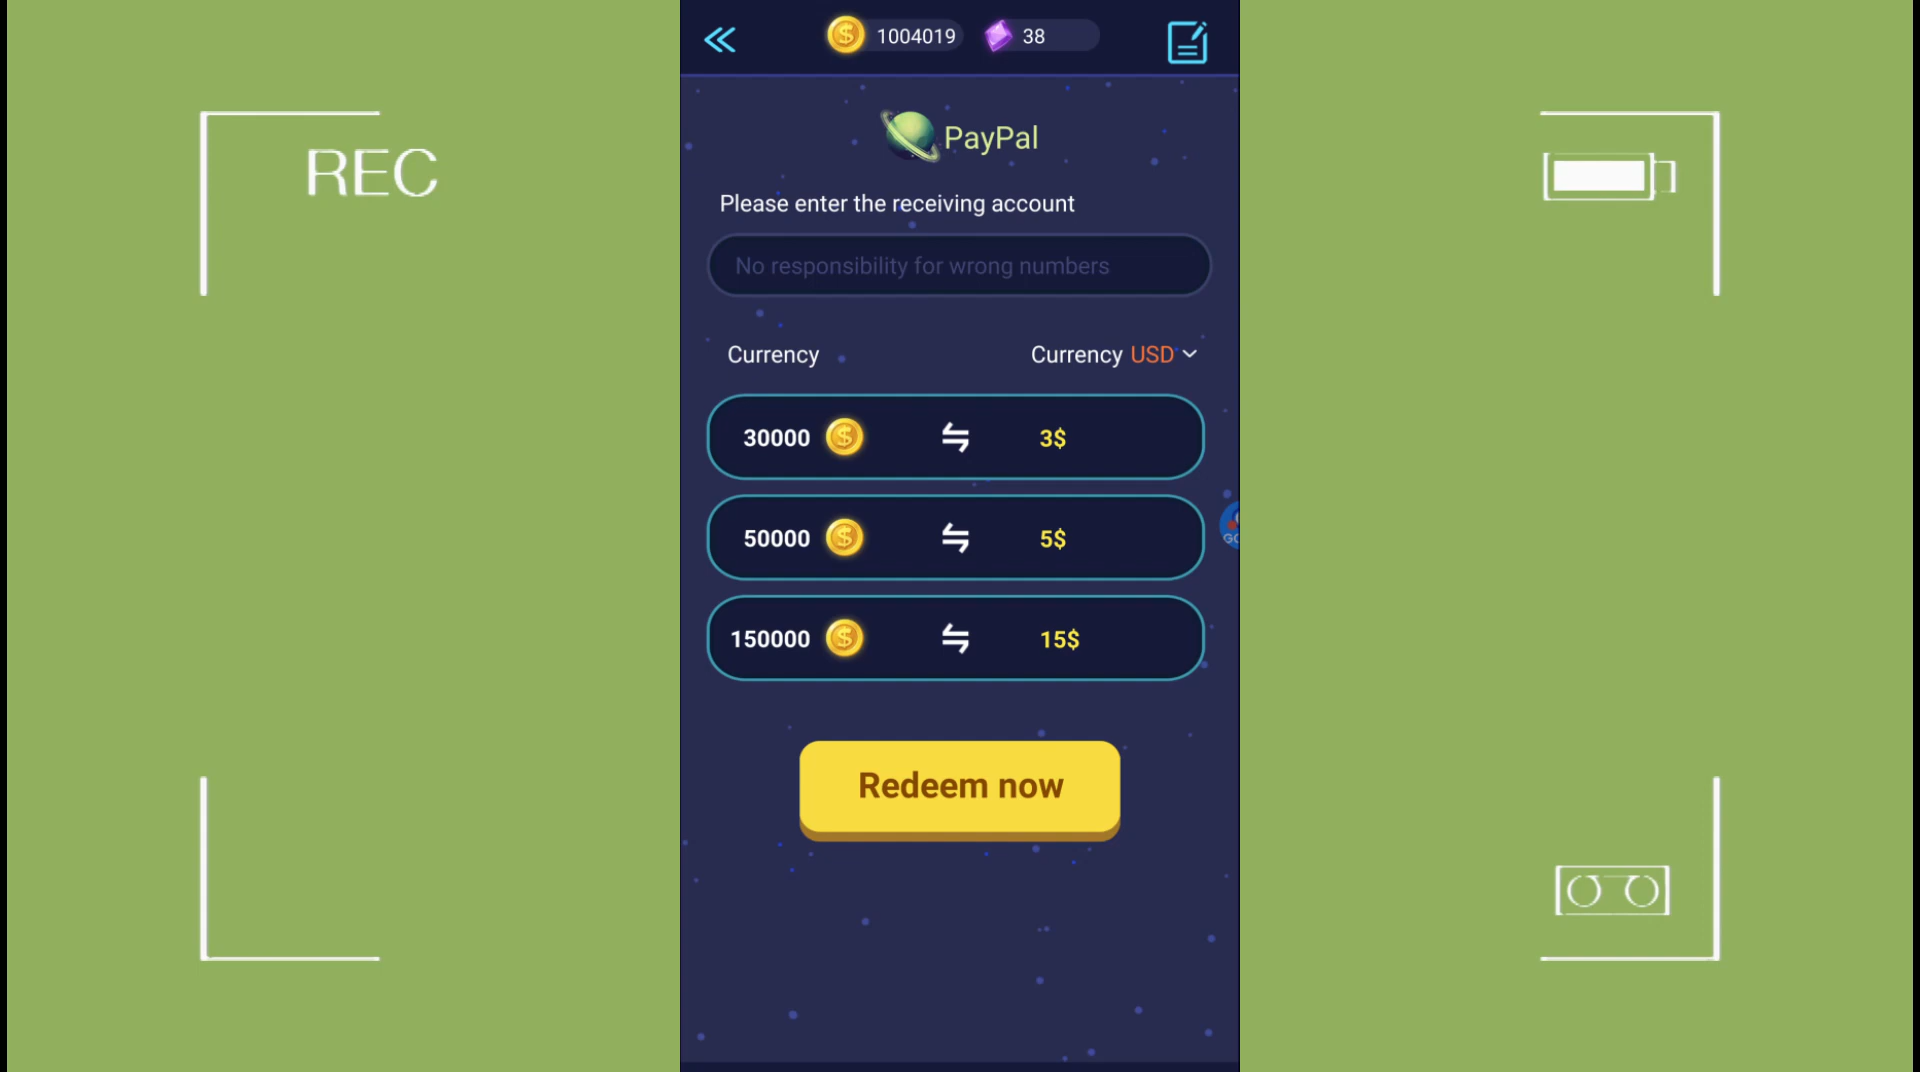 1004019 38
REC
PayPal
Please enter the receiving account
No responsibility for wrong numbers
Currency Currency USD
30000 3$
50000 5$
150000 15$
Redeem now